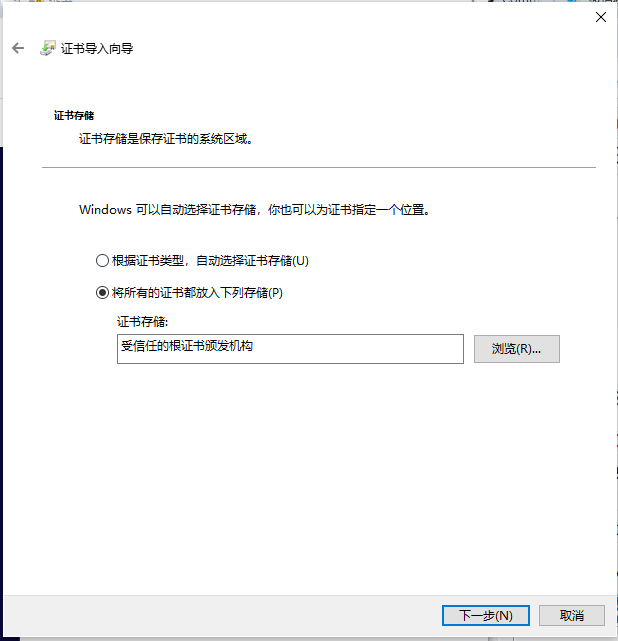 证书导入向导
证书存储
证书存储是保存证书的系统区域。
Windows 可以自动选择证书存储，你也可以为证书指定一个位置。
根据证书类型，自动选择证书存储(U)
将所有的证书都放入下列存储(P)
证书存储:
受信任的根证书颁发机构
浏览(R)...
下一步(N)
取消